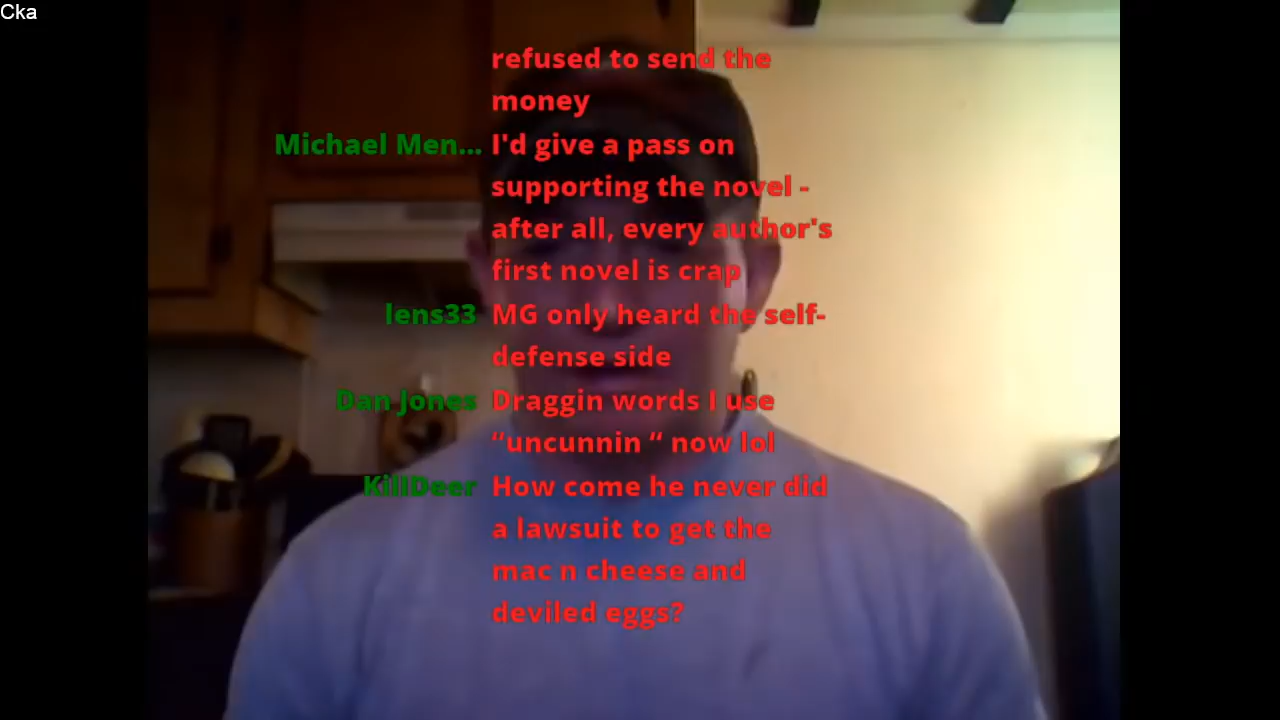 Cka
refused to send the
money
Michael Men... I'd give a pass on
supporting the novel -
after all, every author's
first novel is crap
lens33 MG only heard the self-
defense side
Dan Jones Draggin words I use
“uncunnin “ now lol
KillDeer How come he never did
a lawsuit to get the
mac n cheese and
deviled eggs?